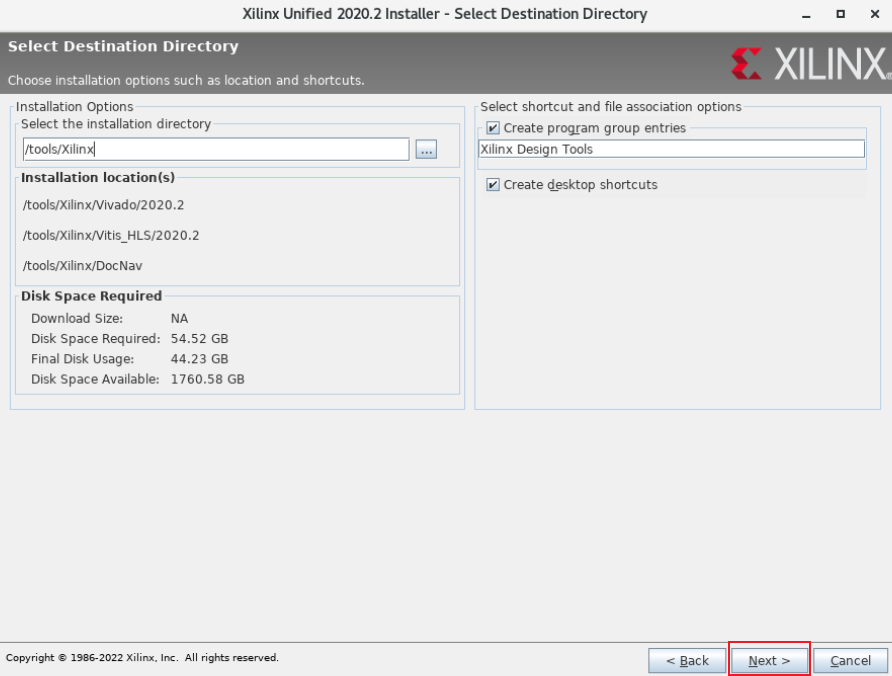 Xilinx Unified 2020.2 Installer - Select Destination Directory
Select Destination Directory
Choose installation options such as location and shortcuts.
XILINX®
Installation Options
Select the installation directory
/tools/Xilinx
...
Installation location(s)
/tools/Xilinx/Vivado/2020.2
/tools/Xilinx/Vitis_HLS/2020.2
/tools/Xilinx/DocNav
Disk Space Required
Download Size: NA
Disk Space Required: 54.52 GB
Final Disk Usage: 44.23 GB
Disk Space Available: 1760.58 GB
Select shortcut and file association options
Create program group entries
Xilinx Design Tools
Create desktop shortcuts
Copyright © 1986-2022 Xilinx, Inc. All rights reserved.
< Back
Next >
Cancel